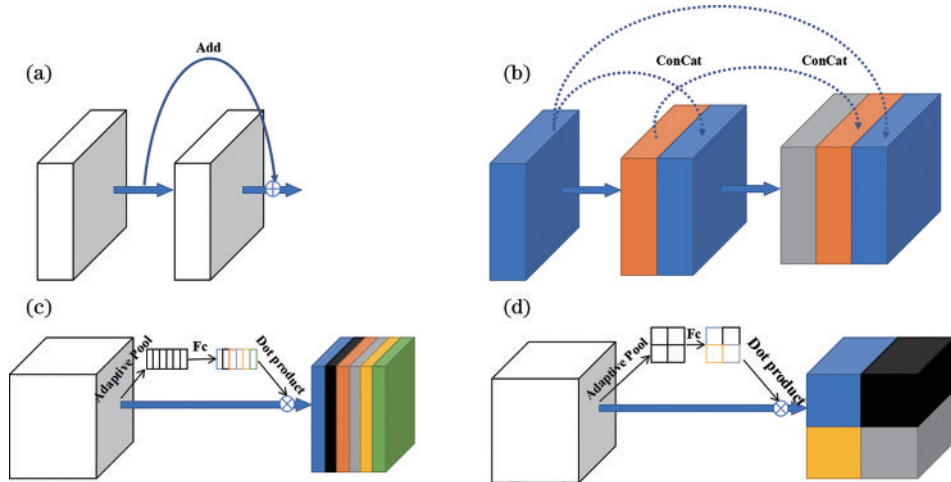 (a)
Add
(b)
ConCat
ConCat
(c)
Adaptive Pool
Fc
Dot product
(d)
Adaptive Pool
Fc
Dot product